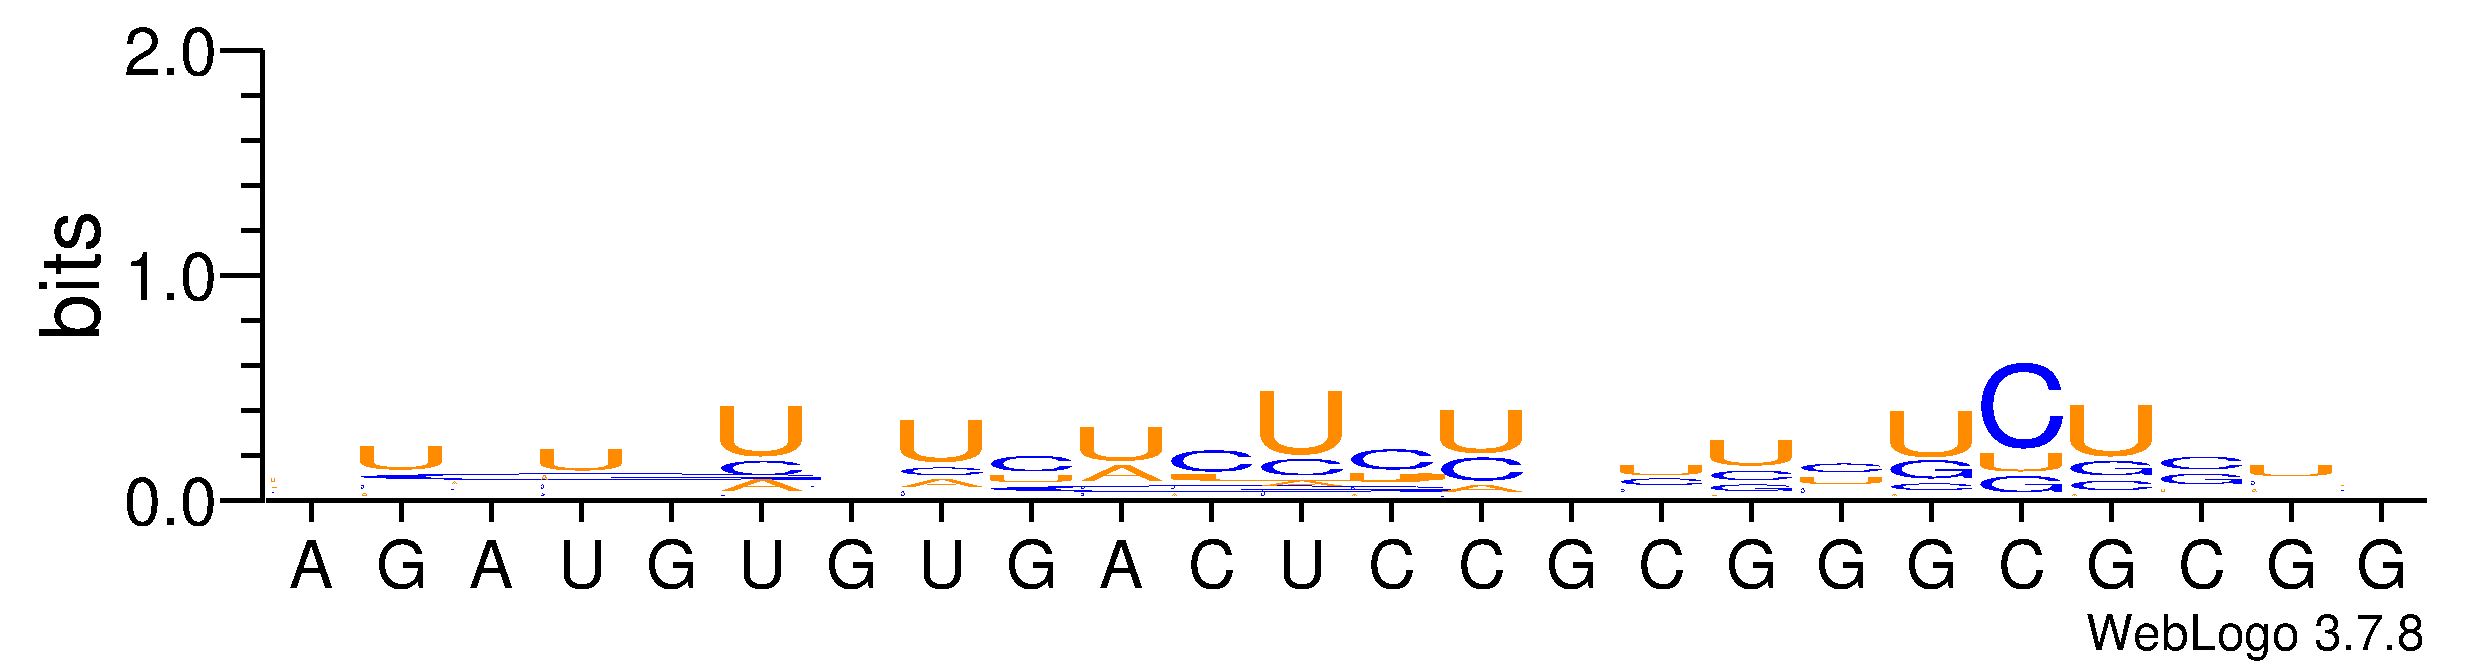 2.0
1.0
0.0
bits
U U U U C U C U C U U U C U C U C U
C C U A U C U C C C U G U G G
A A A A G G G G
A G A U G U G U G A C U C C G C G G G C G C G G
WebLogo 3.7.8